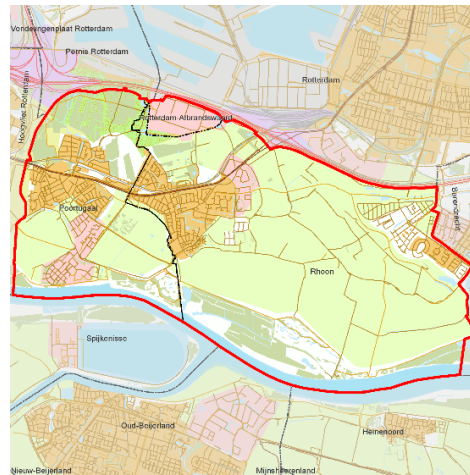 Vondelingenplaat Rotterdam
Pernis Rotterdam
Rotterdam
Hoogvliet Rotterdam
Rotterdam-Albrandswaard
Poortugaal
Barendrecht
Rhoon
Spijkenisse
Oud-Beijerland
Heinenoord
Nieuw-Beijerland
Mijnsheerenland